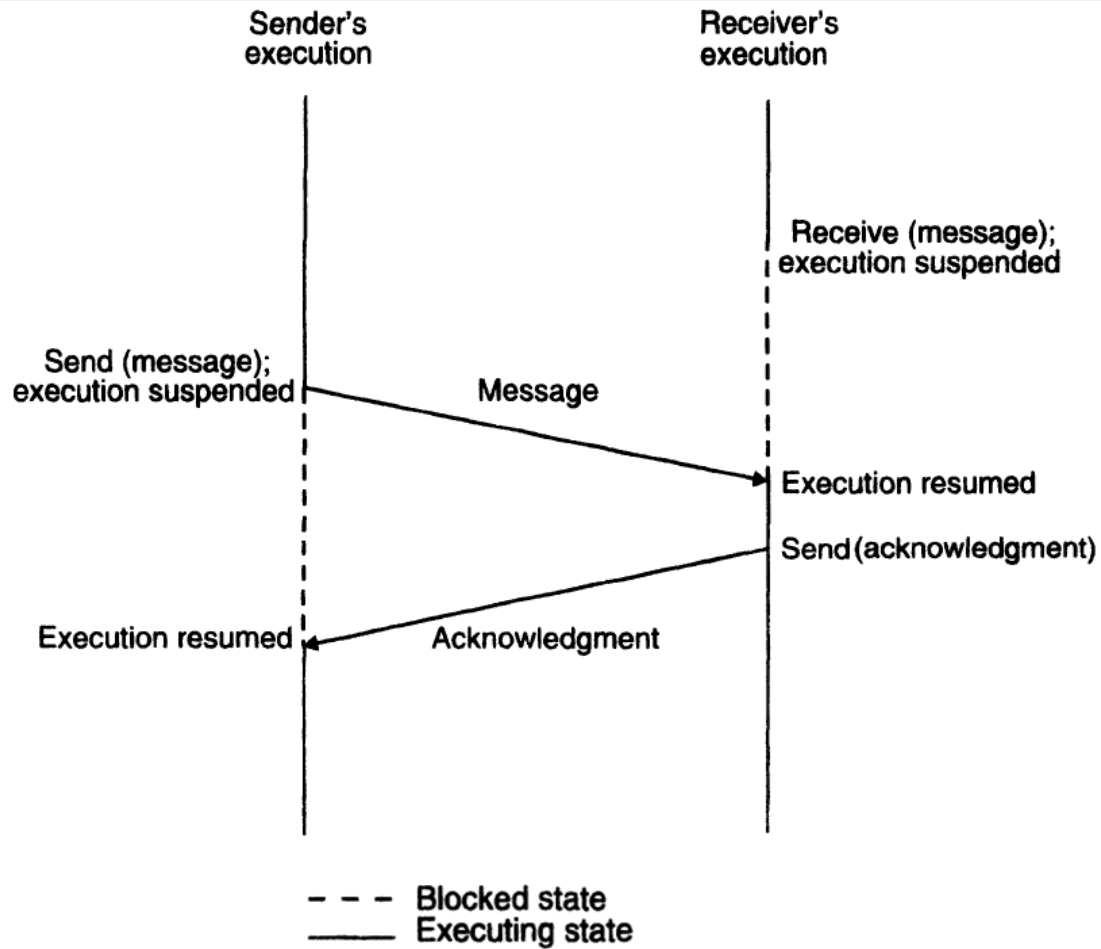 Sender's
execution
Receiver's
execution
Receive (message);
execution suspended
Send (message);
execution suspended
Message
Execution resumed
Send (acknowledgment)
Execution resumed
Acknowledgment
Blocked state
Executing state